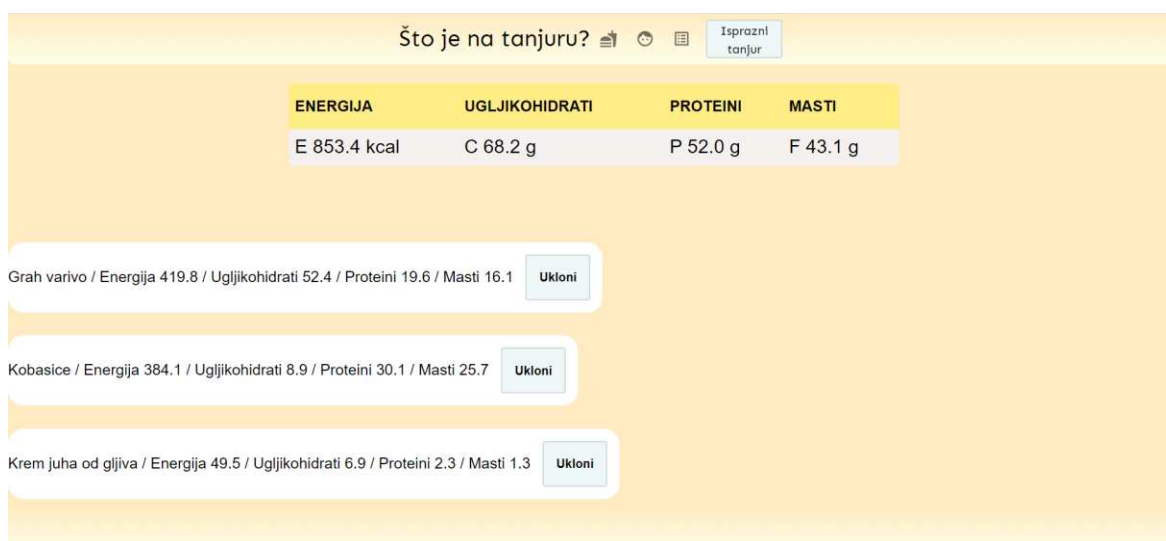 Što je na tanjuru?
Isprazni
tanjur
ENERGIJA UGLJIKOHIDRATI PROTEINI MASTI
E 853.4 kcal C 68.2 g P 52.0 g F 43.1 g
Grah varivo / Energija 419.8 / Ugljikohidrati 52.4 / Proteini 19.6 / Masti 16.1 Ukloni
Kobasice / Energija 384.1 / Ugljikohidrati 8.9 / Proteini 30.1 / Masti 25.7 Ukloni
Krem juha od gljiva / Energija 49.5 / Ugljikohidrati 6.9 / Proteini 2.3 / Masti 1.3 Ukloni